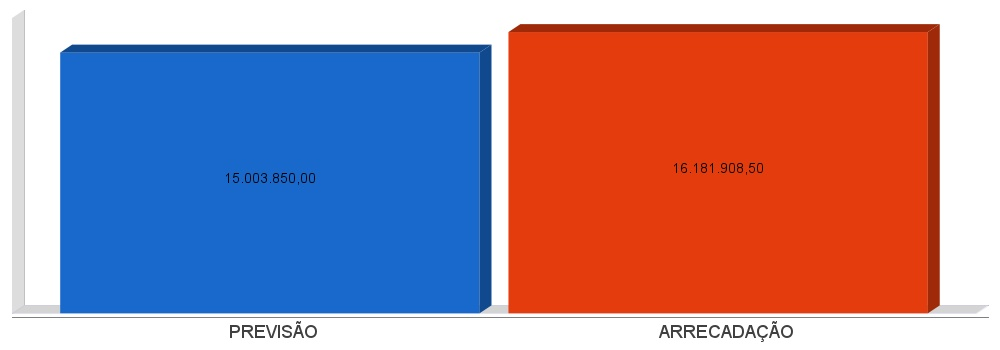 15.003.850,00
16.181.908,50
PREVISÃO
ARRECADAÇÃO